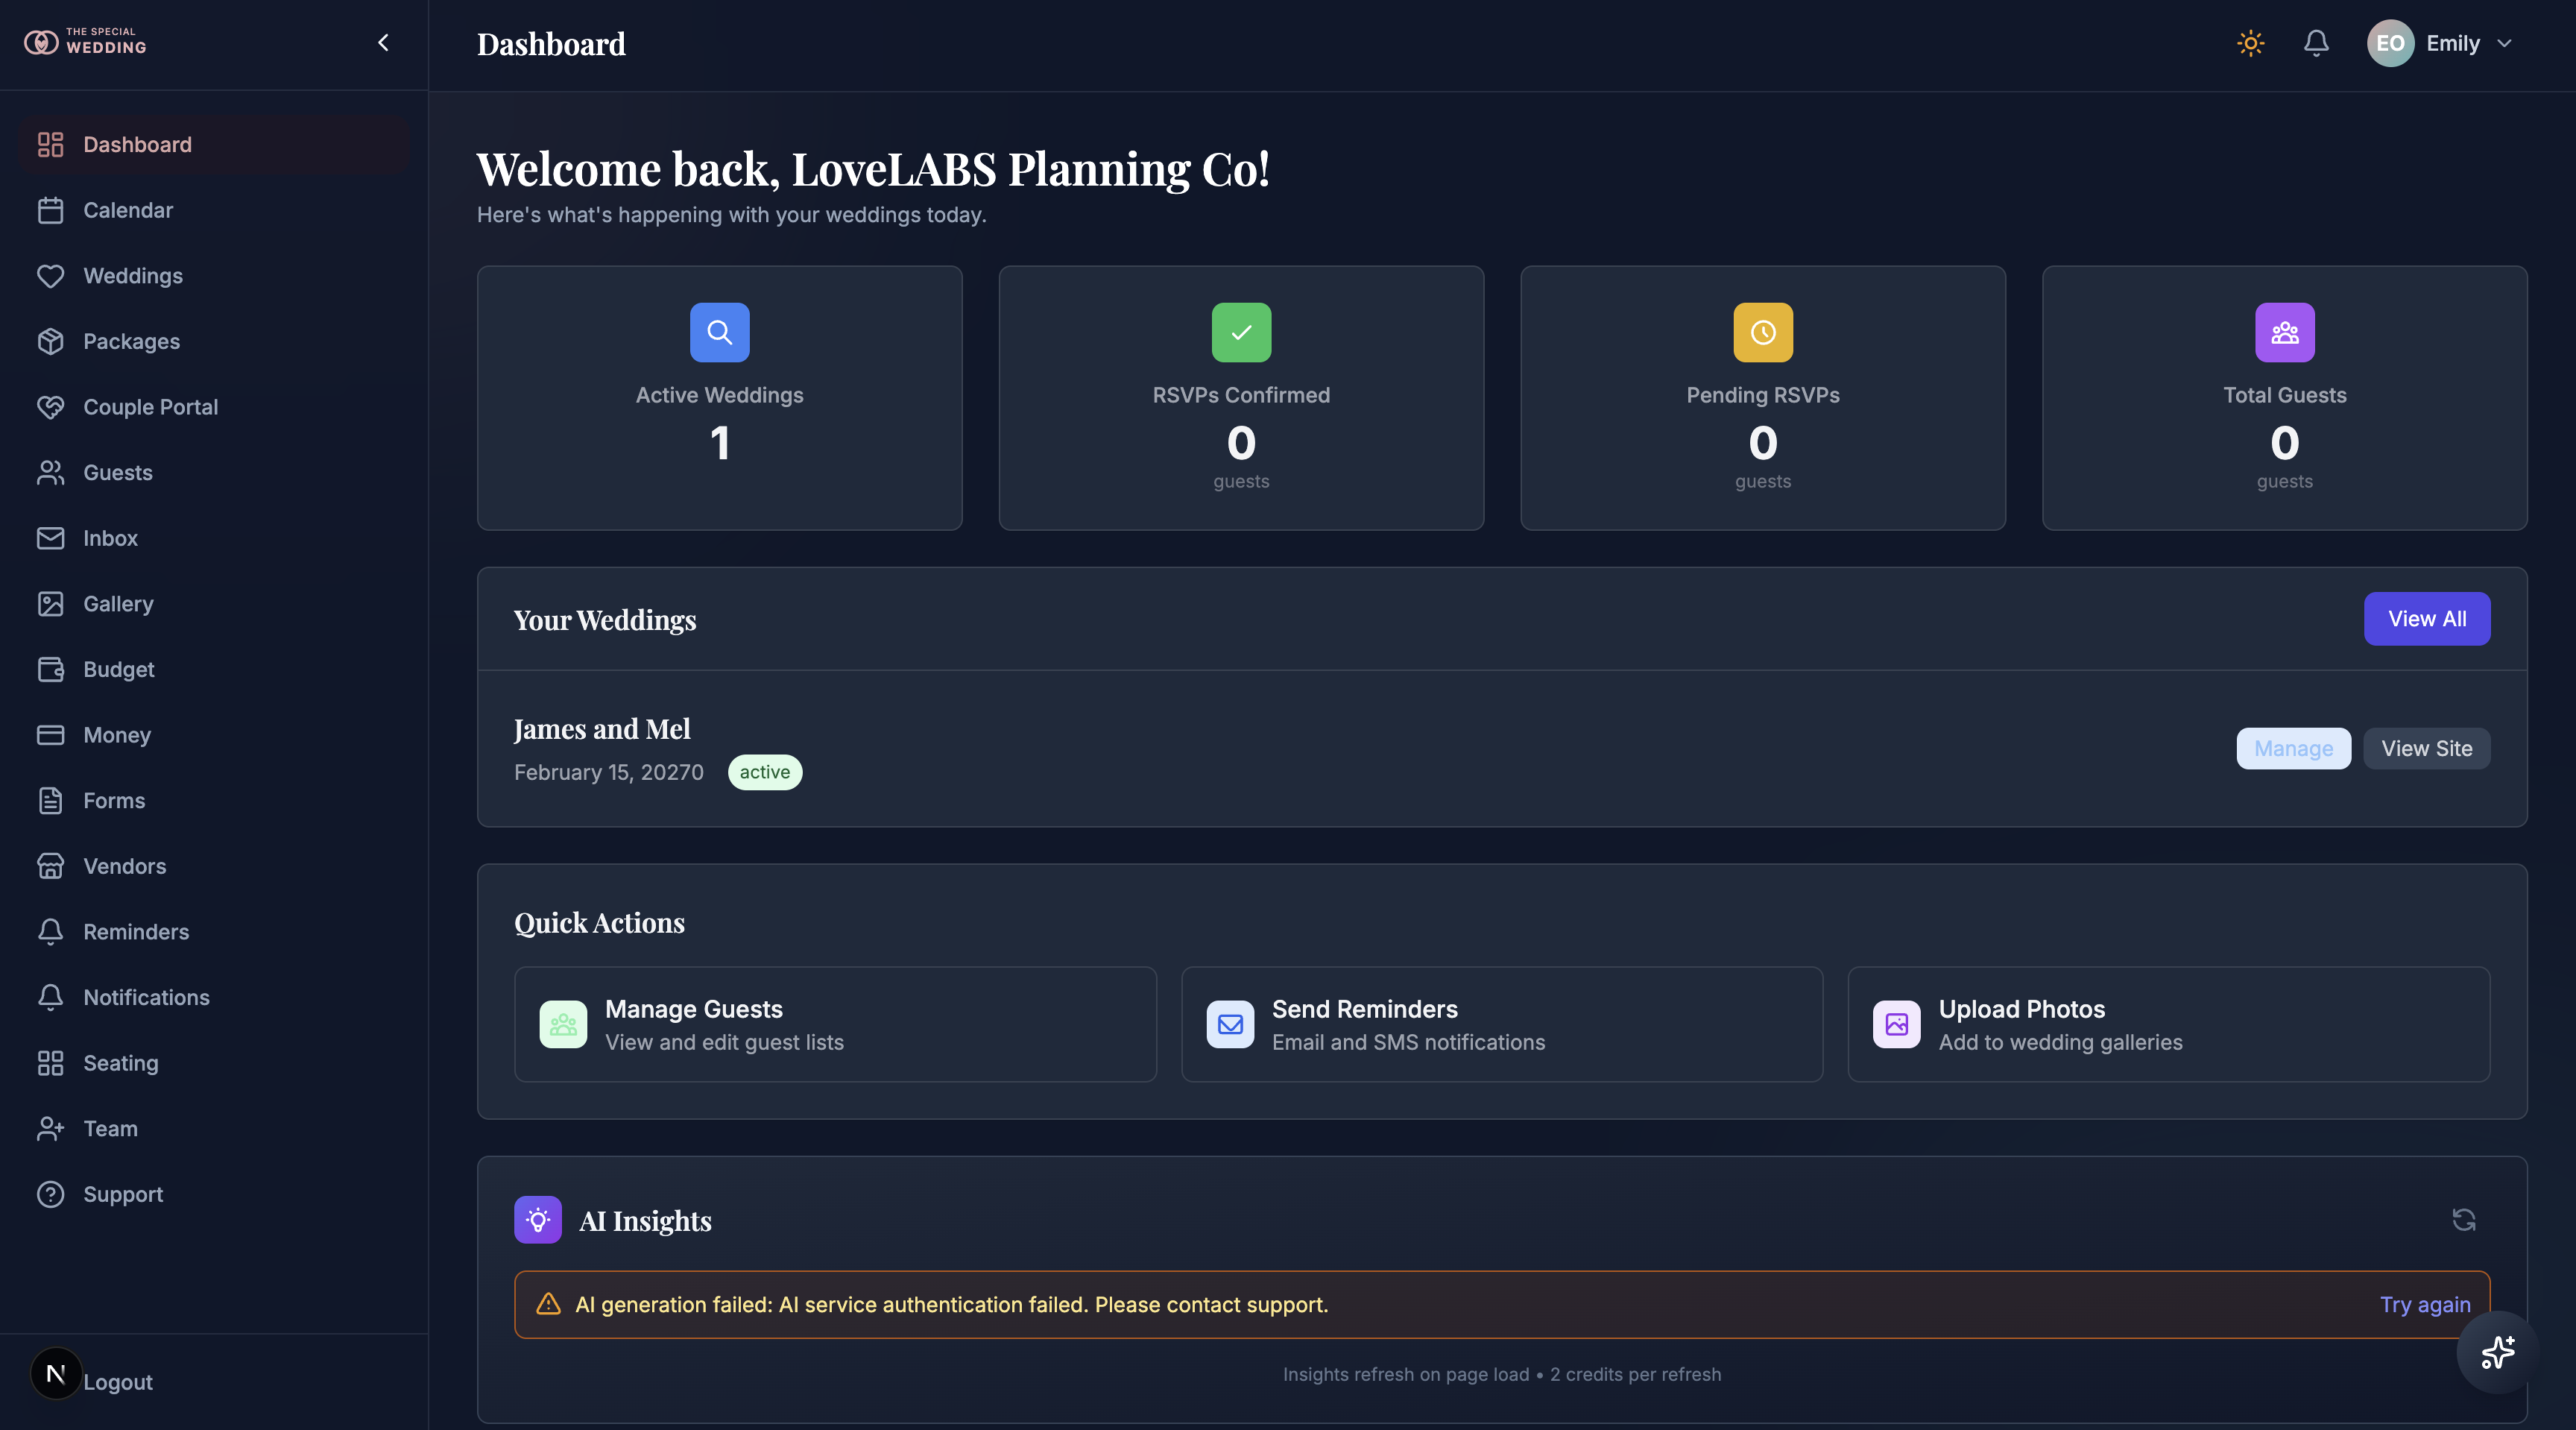 THE SPECIAL
WEDDING
Dashboard
Calendar
Weddings
Packages
Couple Portal
Guests
Inbox
Gallery
Budget
Money
Forms
Vendors
Reminders
Notifications
Seating
Team
Support
N
Logout
Dashboard
EO
Emily
Welcome back, LoveLABS Planning Co!
Here's what's happening with your weddings today.
Active Weddings
1
RSVPs Confirmed
0
guests
Pending RSVPs
0
guests
Total Guests
0
guests
Your Weddings
View All
James and Mel
February 15, 20270
active
Manage
View Site
Quick Actions
Manage Guests
View and edit guest lists
Send Reminders
Email and SMS notifications
Upload Photos
Add to wedding galleries
AI Insights
AI generation failed: AI service authentication failed. Please contact support.
Try again
Insights refresh on page load • 2 credits per refresh